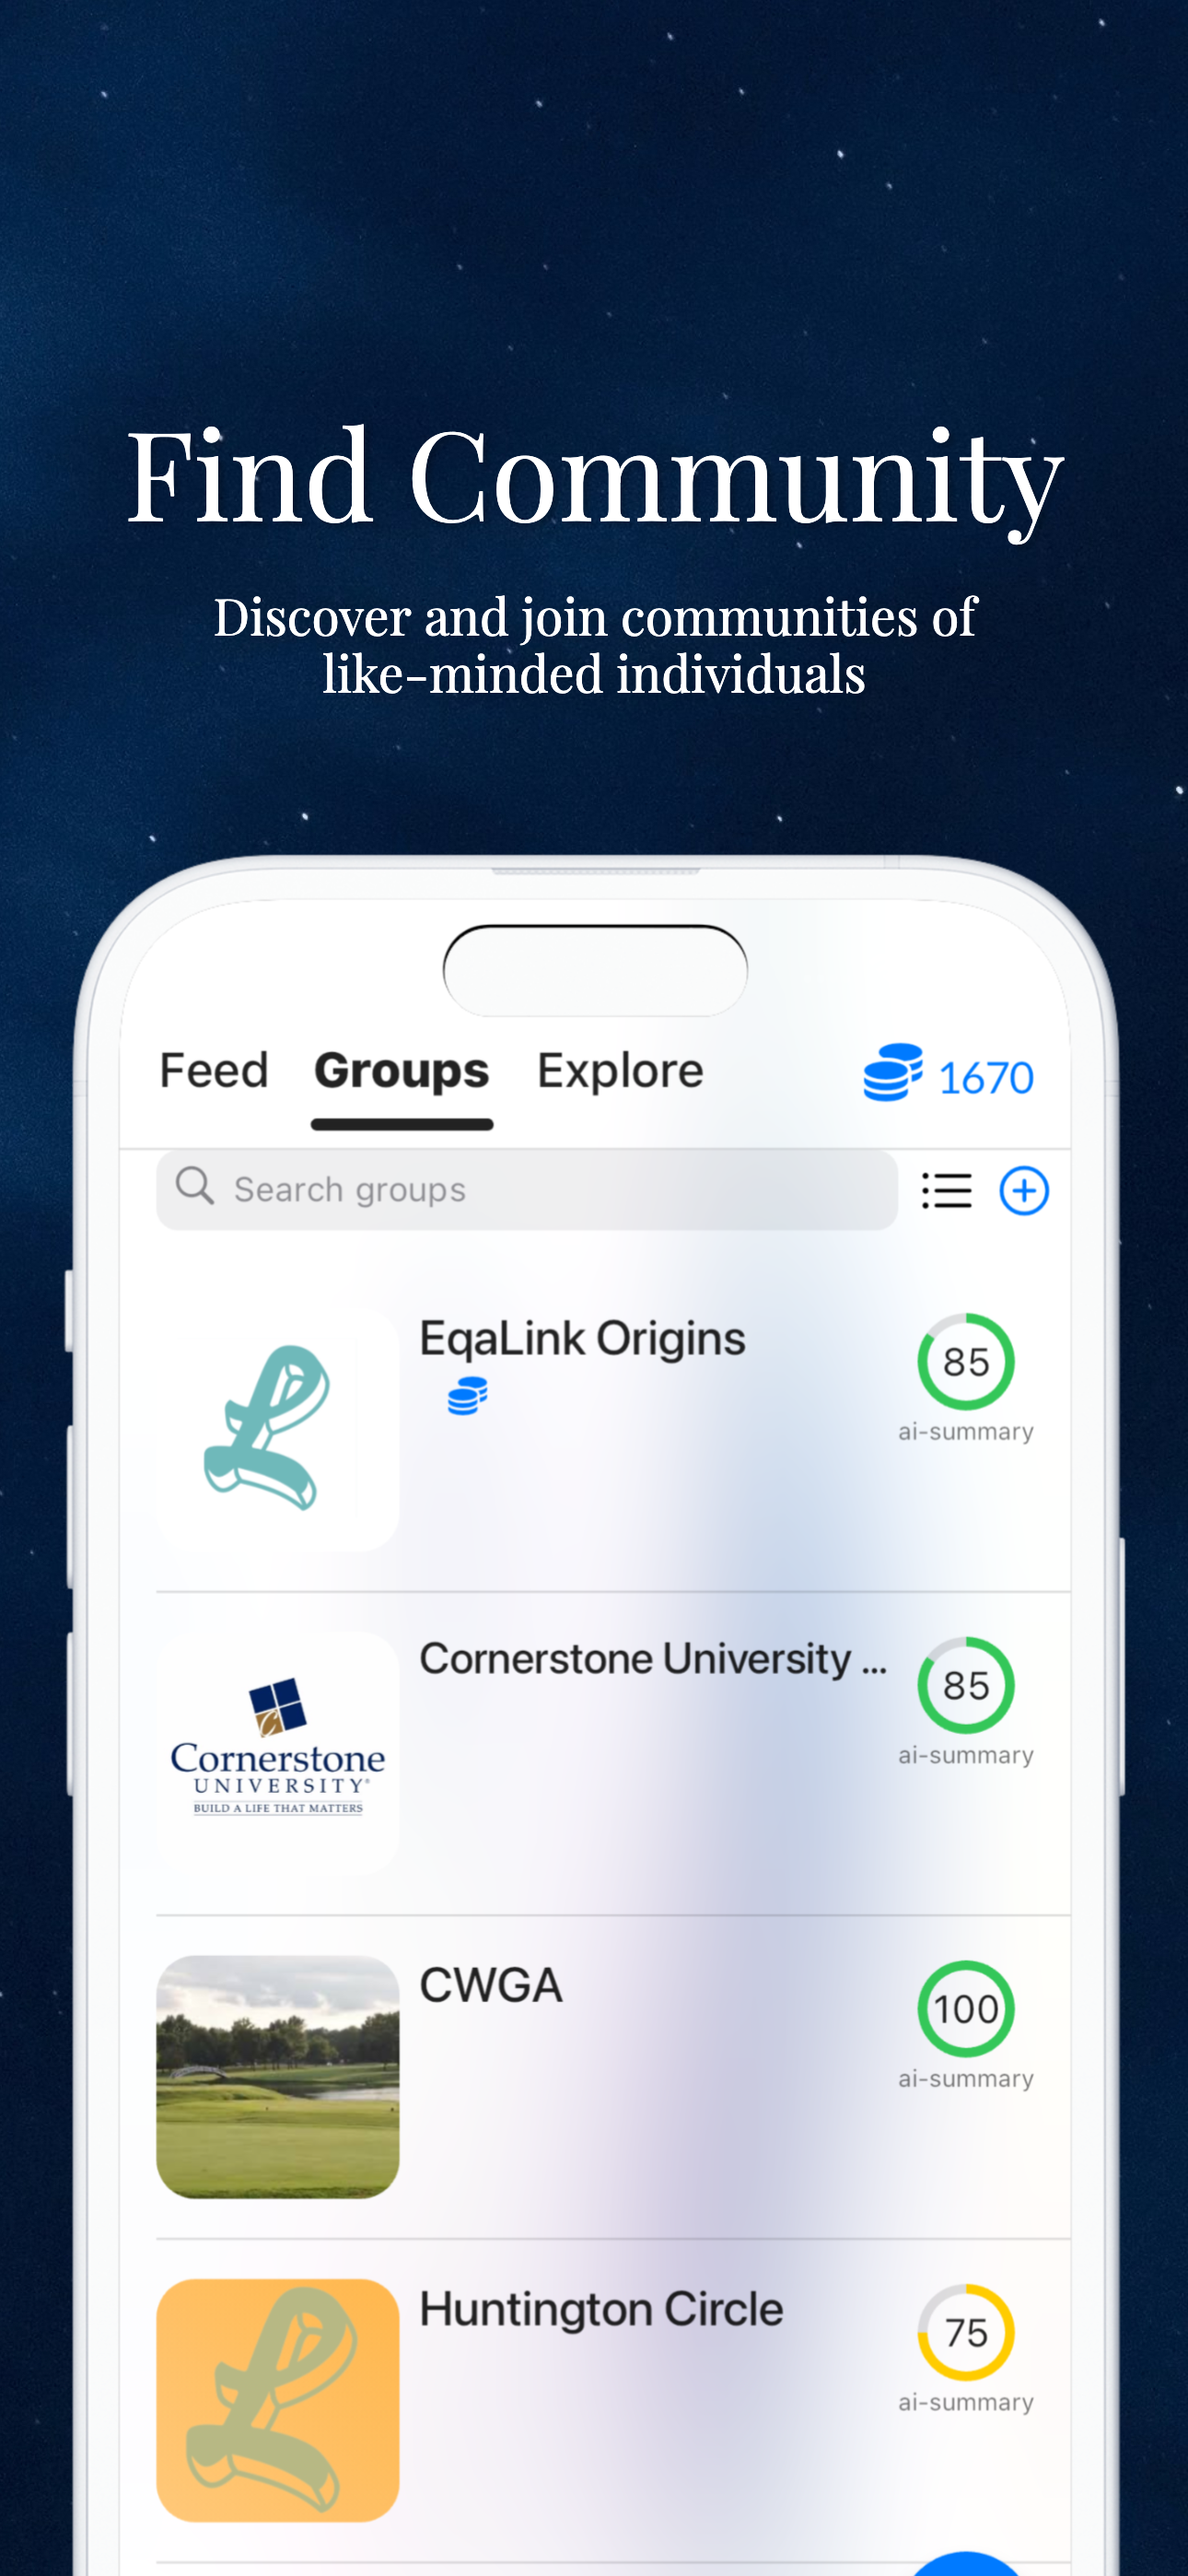 Find Community
Discover and join communities of
like-minded individuals
Feed Groups Explore 1670
Search groups
EqaLink Origins
85
ai-summary
Cornerstone University ...
85
ai-summary
Cornerstone
UNIVERSITY®
BUILD A LIFE THAT MATTERS
CWGA
100
ai-summary
Huntington Circle
75
ai-summary